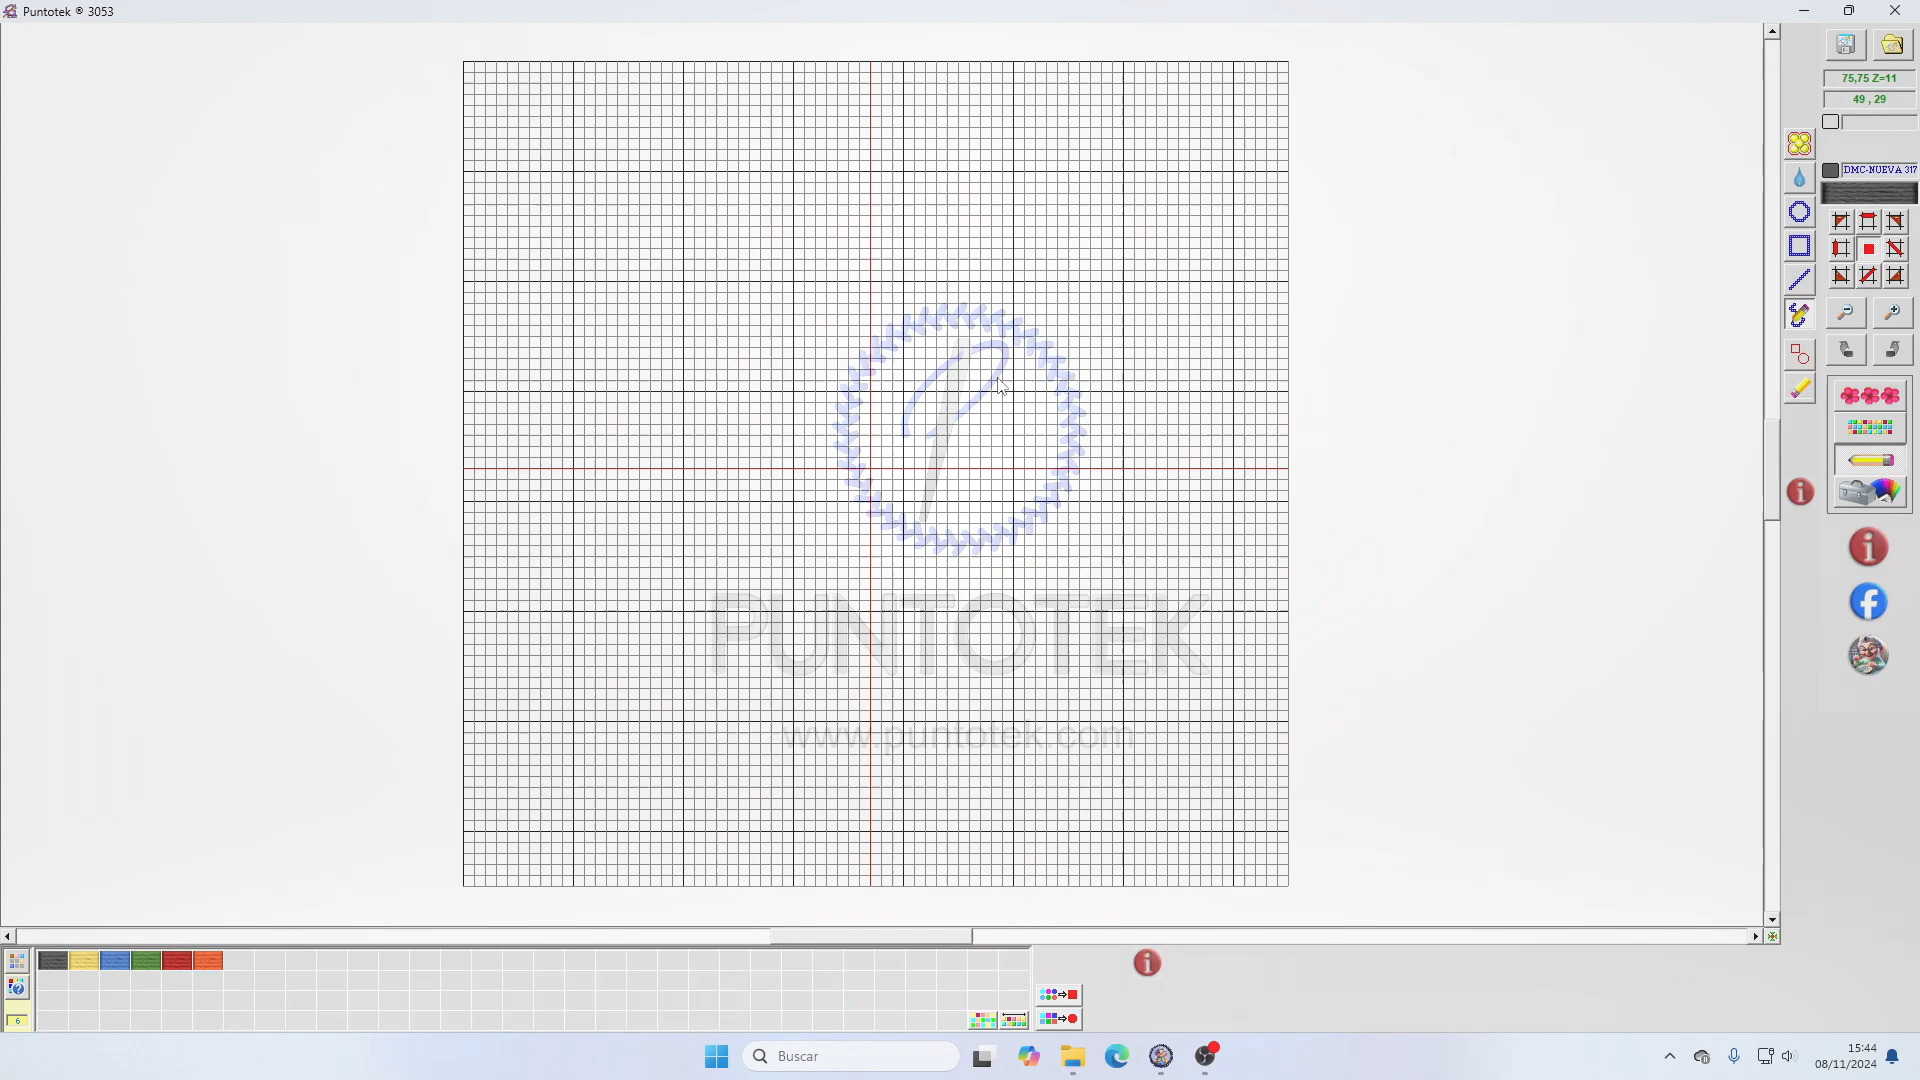 Puntotek ® 3053
75,75 Z=11
49 , 29
DMC-NUEVA 317
PUNTOTEK
www.puntotek.com
6
Buscar
15:44
08/11/2024